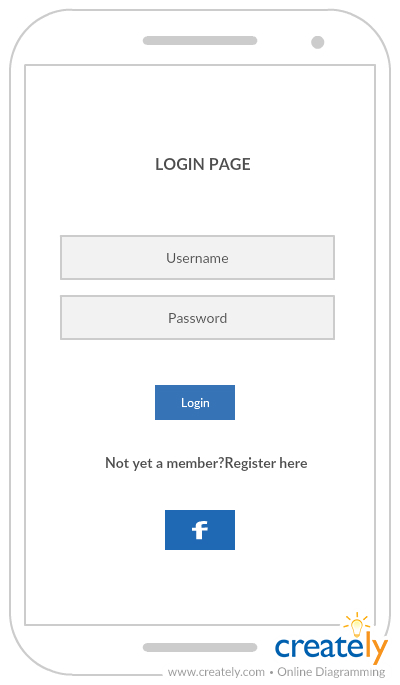 LOGIN PAGE
Username
Password
Login
Not yet a member?Register here
f
creately
www.creately.com • Online Diagramming